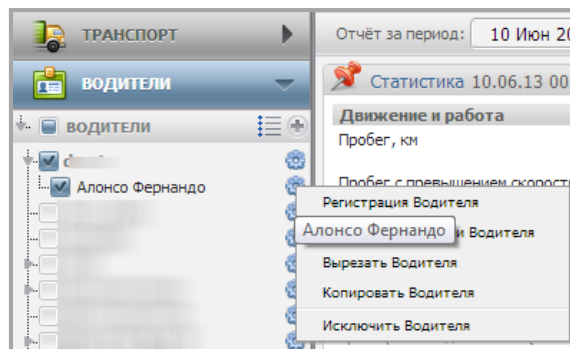 ТРАНСПОРТ
Отчёт за период: 10 Июн 20
ВОДИТЕЛИ
Статистика 10.06.13 00
ВОДИТЕЛИ
Движение и работа
Пробег, км
Алонсо Фернандо
Пробег с превышением скорост
Регистрация Водителя
Алонсо Фернандо
и Водителя
Вырезать Водителя
Копировать Водителя
Исключить Водителя